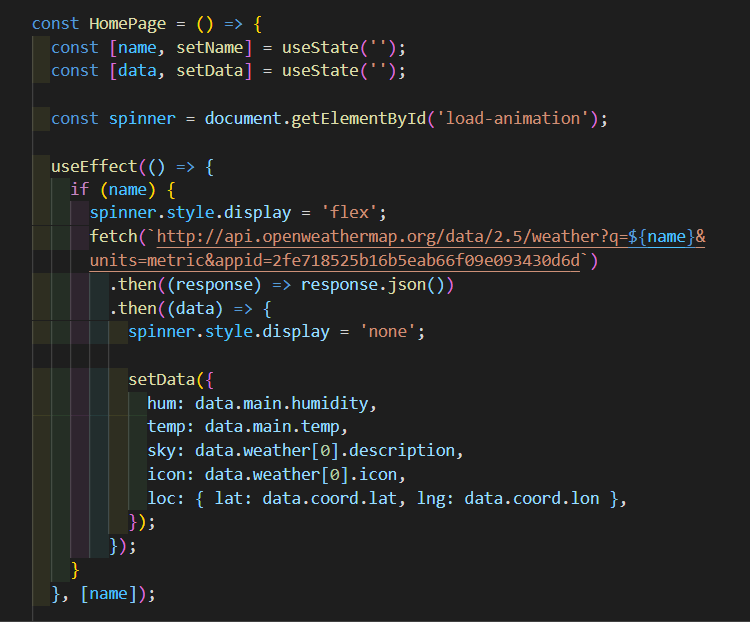 const HomePage = () => {
const [name, setName] = useState('');
const [data, setData] = useState('');
const spinner = document.getElementById('load-animation');
useEffect(() => {
if (name) {
spinner.style.display = 'flex';
fetch(`http://api.openweathermap.org/data/2.5/weather?q=${name}&
units=metric&appid=2fe718525b16b5eab66f09e093430d6d`)
.then((response) => response.json())
.then((data) => {
spinner.style.display = 'none';
setData({
hum: data.main.humidity,
temp: data.main.temp,
sky: data.weather[0].description,
icon: data.weather[0].icon,
loc: { lat: data.coord.lat, lng: data.coord.lon },
});
});
}
}, [name]);